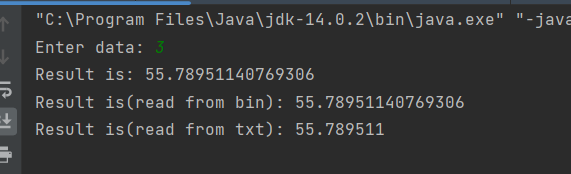 "C:\Program Files\Java\jdk-14.0.2\bin\java.exe" "-java
Enter data: 3
Result is: 55.78951140769306
Result is(read from bin): 55.78951140769306
Result is(read from txt): 55.789511